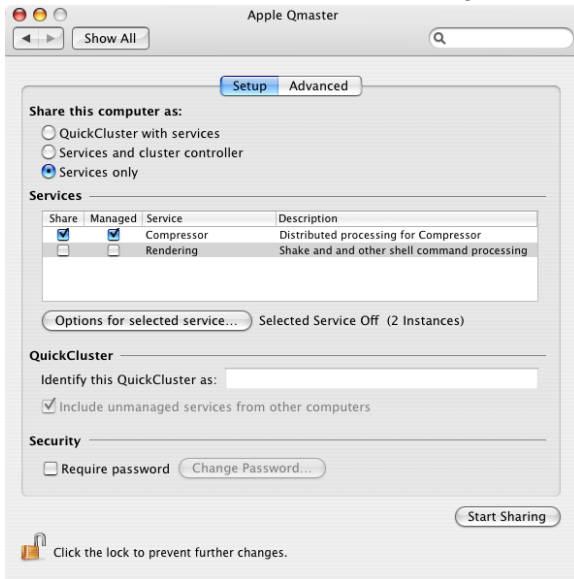 Apple Qmaster
Show All
Setup Advanced
Share this computer as:
QuickCluster with services
Services and cluster controller
Services only
Services
Share Managed Service Description
Compressor Distributed processing for Compressor
Rendering Shake and and other shell command processing
Options for selected service... Selected Service Off (2 Instances)
QuickCluster
Identify this QuickCluster as:
Include unmanaged services from other computers
Security
Require password Change Password...
Start Sharing
Click the lock to prevent further changes.